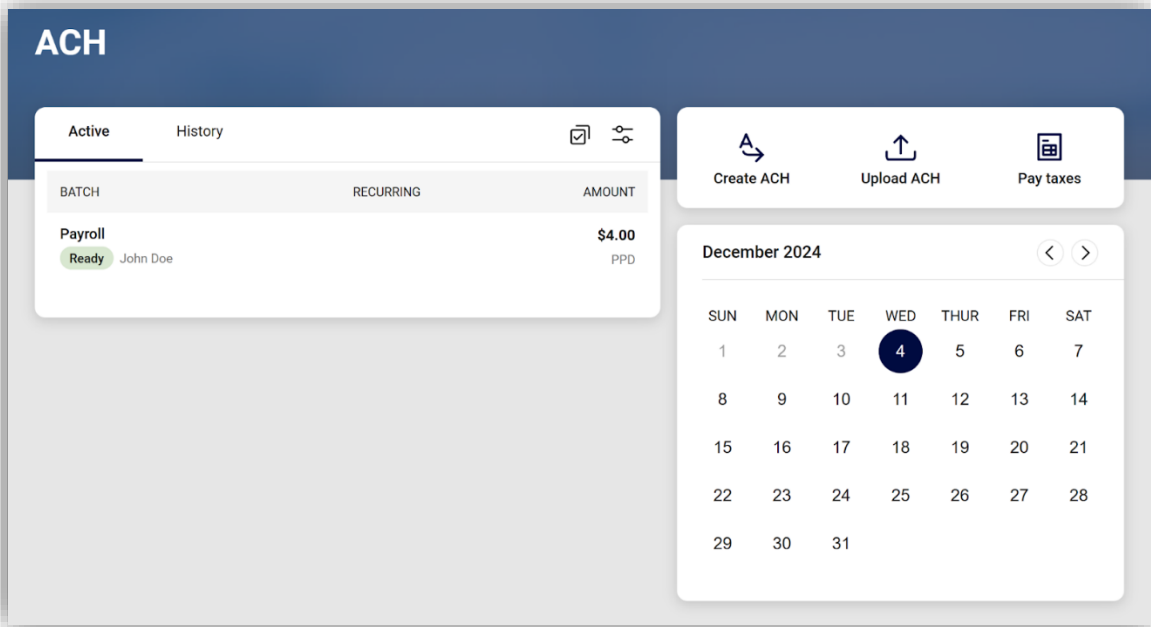 ACH
Active History
BATCH RECURRING AMOUNT
Payroll $4.00
Ready John Doe PPD
Create ACH Upload ACH Pay taxes
December 2024
SUN MON TUE WED THUR FRI SAT
1 2 3 4 5 6 7
8 9 10 11 12 13 14
15 16 17 18 19 20 21
22 23 24 25 26 27 28
29 30 31